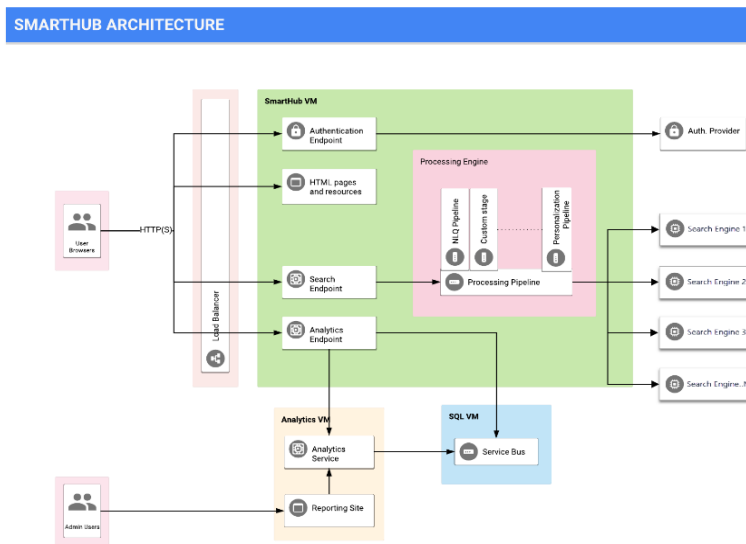 SMARTHUB ARCHITECTURE
SmartHub VM
Authentication
Endpoint
Auth. Provider
Processing Engine
HTML pages
and resources
NLQ Pipeline
Custom stage
Personalization
Pipeline
User
Browsers
HTTP(S)
Search Engine 1
Search
Endpoint
Processing Pipeline
Search Engine 2
Load Balancer
Analytics
Endpoint
Search Engine 3
Search Engine..N
Analytics VM
SQL VM
Analytics
Service
Service Bus
Reporting Site
Admin Users